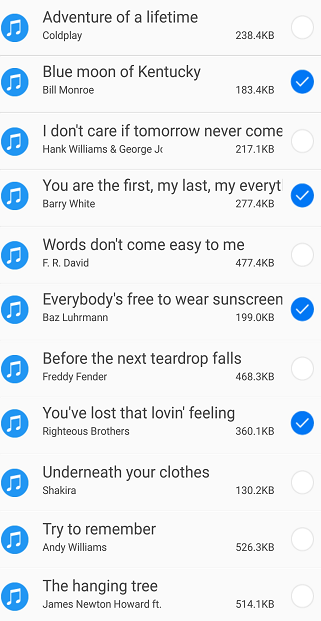 Adventure of a lifetime
Coldplay 238.4KB
Blue moon of Kentucky
Bill Monroe 183.4KB
I don't care if tomorrow never come
Hank Williams & George Jo 217.1KB
You are the first, my last, my everyt
Barry White 277.4KB
Words don't come easy to me
F. R. David 477.4KB
Everybody's free to wear sunscreen
Baz Luhrmann 199.0KB
Before the next teardrop falls
Freddy Fender 468.3KB
You've lost that lovin' feeling
Righteous Brothers 360.1KB
Underneath your clothes
Shakira 130.2KB
Try to remember
Andy Williams 526.3KB
The hanging tree
James Newton Howard ft. 514.1KB